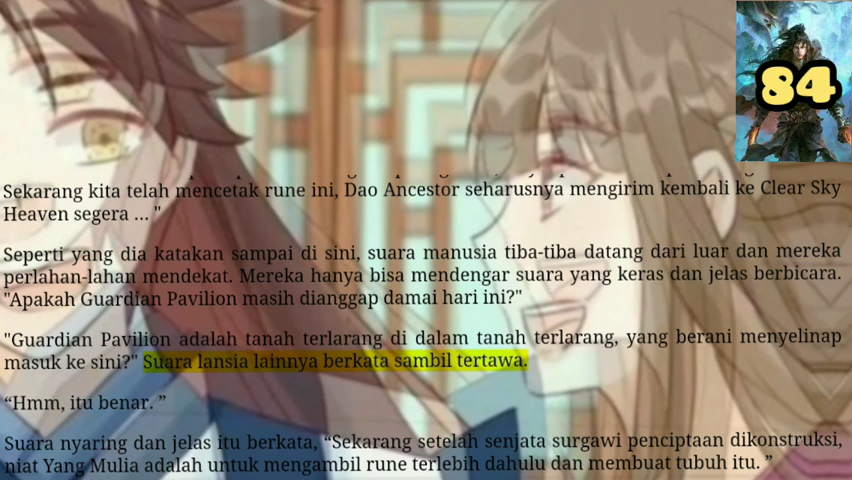 84
Sekarang kita telah mencetak rune ini, Dao Ancestor seharusnya mengirim kembali ke Clear Sky
Heaven segera ... "
Seperti yang dia katakan sampai di sini, suara manusia tiba-tiba datang dari luar dan mereka
perlahan-lahan mendekat. Mereka hanya bisa mendengar suara yang keras dan jelas berbicara.
"Apakah Guardian Pavilion masih dianggap damai hari ini?"
"Guardian Pavilion adalah tanah terlarang di dalam tanah terlarang, yang berani menyelinap
masuk ke sini?" Suara lansia lainnya berkata sambil tertawa.
“Hmm, itu benar. ”
Suara nyaring dan jelas itu berkata, “Sekarang setelah senjata surgawi penciptaan dikonstruksi,
niat Yang Mulia adalah untuk mengambil rune terlebih dahulu dan membuat tubuh itu. ”